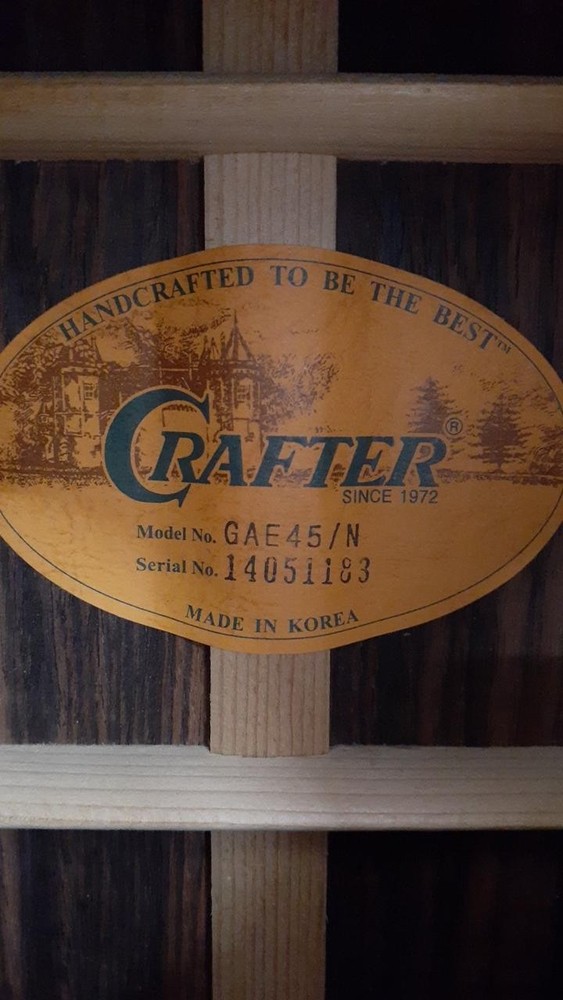 HANDCRAFTED TO BE THE BEST™
CRAFTER®
SINCE 1972
Model No. GAE45/N
Serial No. 14051183
MADE IN KOREA